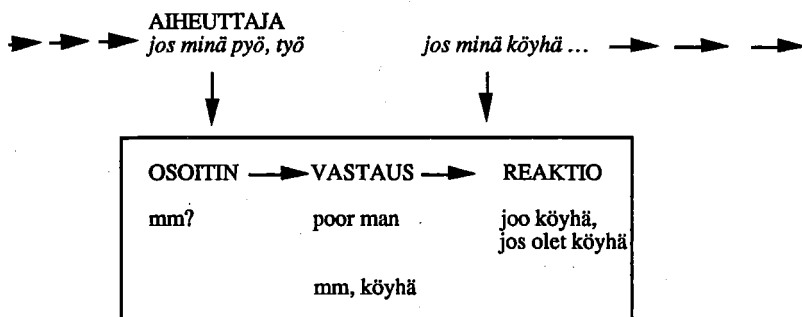 AIHEUTTAJA
jos minä pyö, työ jos minä köyhä ...
OSOITIN VASTAUS REAKTIO
mm? poor man joo köyhä,
jos olet köyhä
mm, köyhä